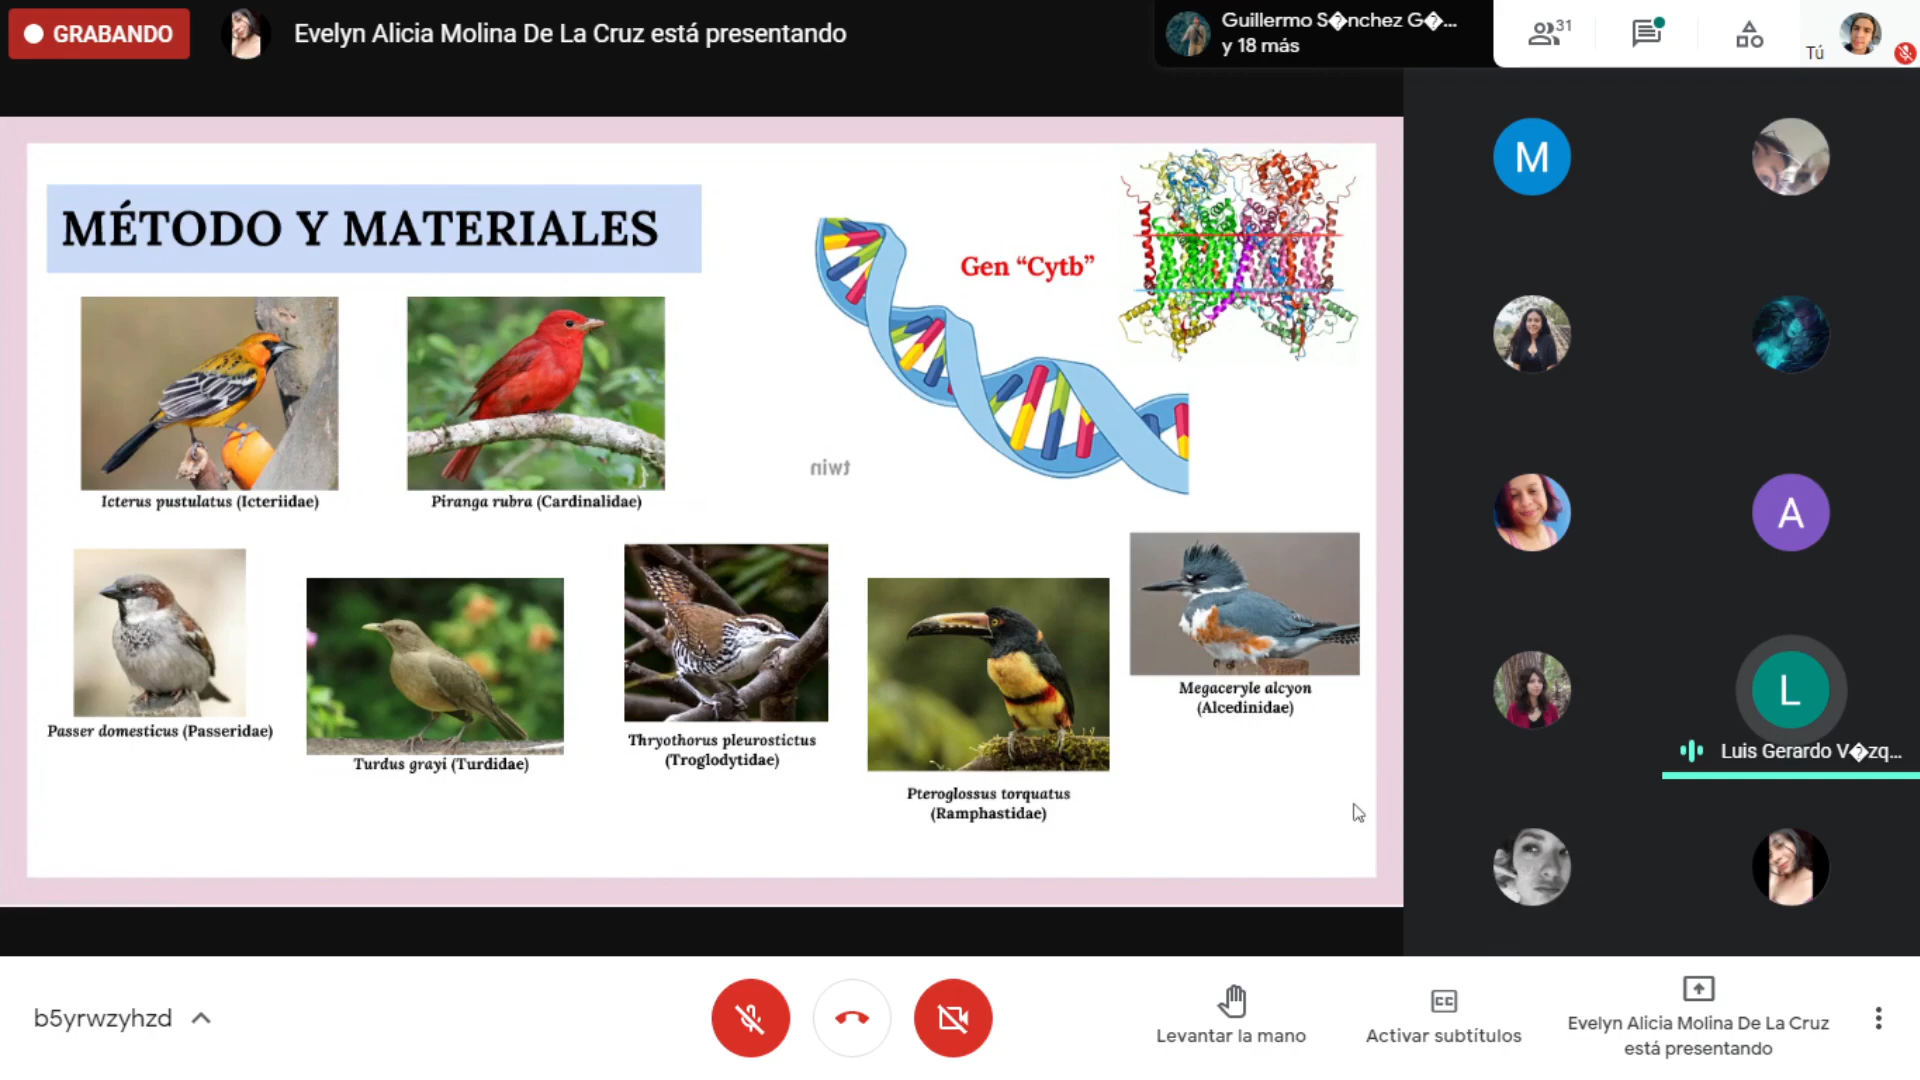 GRABANDO
Evelyn Alicia Molina De La Cruz está presentando
Guillermo S�nchez G�...
y 18 más
31
Tú
MÉTODO Y MATERIALES
Gen “Cytb”
twin
Icterus pustulatus (Icteriidae)
Piranga rubra (Cardinalidae)
Passer domesticus (Passeridae)
Turdus grayi (Turdidae)
Thryothorus pleurostictus
(Troglodytidae)
Pteroglossus torquatus
(Ramphastidae)
Megaceryle alcyon
(Alcedinidae)
M
A
L
Luis Gerardo V�zq...
b5yrwzyhzd
Levantar la mano
CC
Activar subtítulos
Evelyn Alicia Molina De La Cruz
está presentando